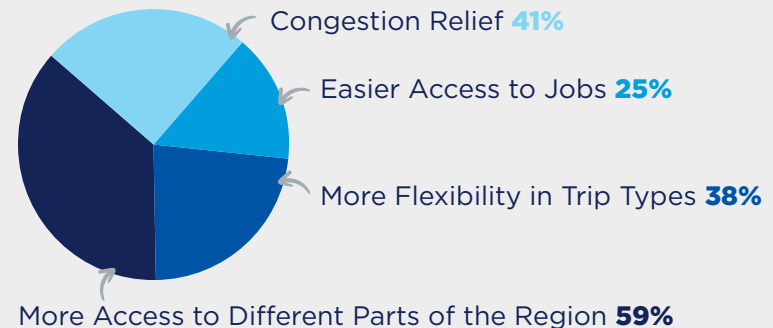 Congestion Relief 41%
Easier Access to Jobs 25%
More Flexibility in Trip Types 38%
More Access to Different Parts of the Region 59%